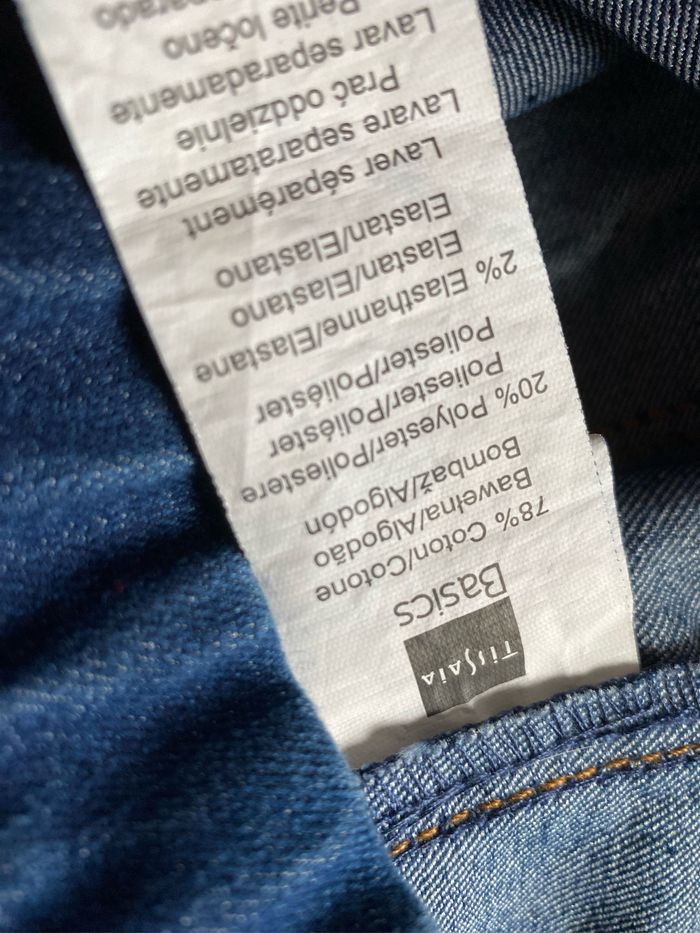 Tissaia
Basics
78% Coton/Cotone
Bawełna/Algodão
Bombaž/Algodón
20% Polyester/Poliestere
Poliester/Poliéster
Poliester/Poliéster
2% Elasthanne/Elastane
Elastan/Elastano
Elastan/Elastano
Laver séparément
Lavare separatamente
Prać oddzielnie
Lavar separadamente
Perite ločeno